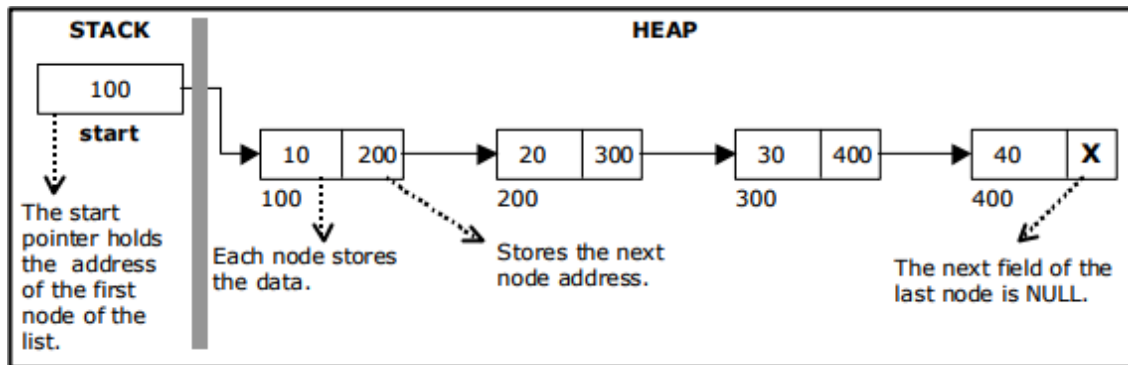 STACK
HEAP
100
start
10 200
20 300
30 400
40 X
100
200
300
400
The start
pointer holds
the address
of the first
node of the
list.
Each node stores
the data.
Stores the next
node address.
The next field of the
last node is NULL.